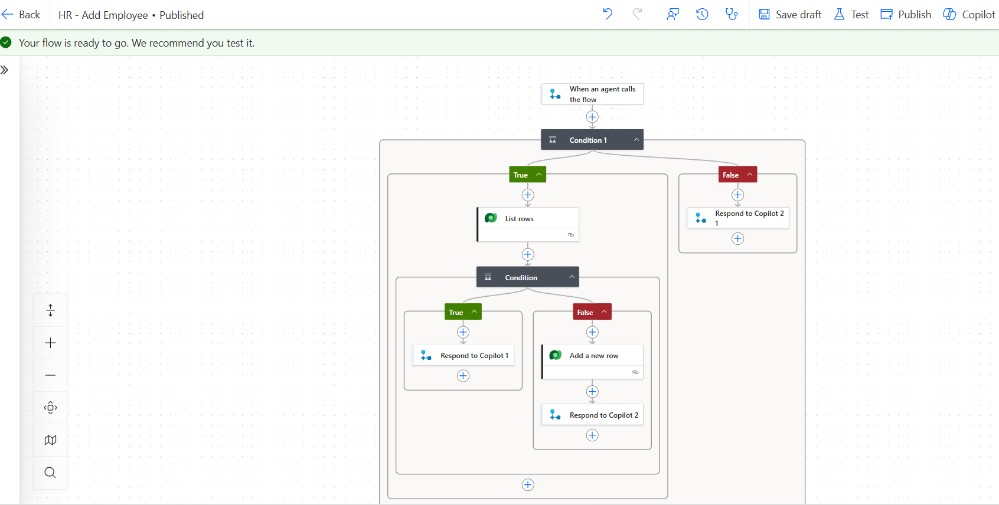 Back
HR - Add Employee • Published
Save draft
Test
Publish
Copilot
Your flow is ready to go. We recommend you test it.
When an agent calls
the flow
Condition 1
True
False
List rows
Respond to Copilot 2
1
Condition
True
False
Respond to Copilot 1
Add a new row
Respond to Copilot 2